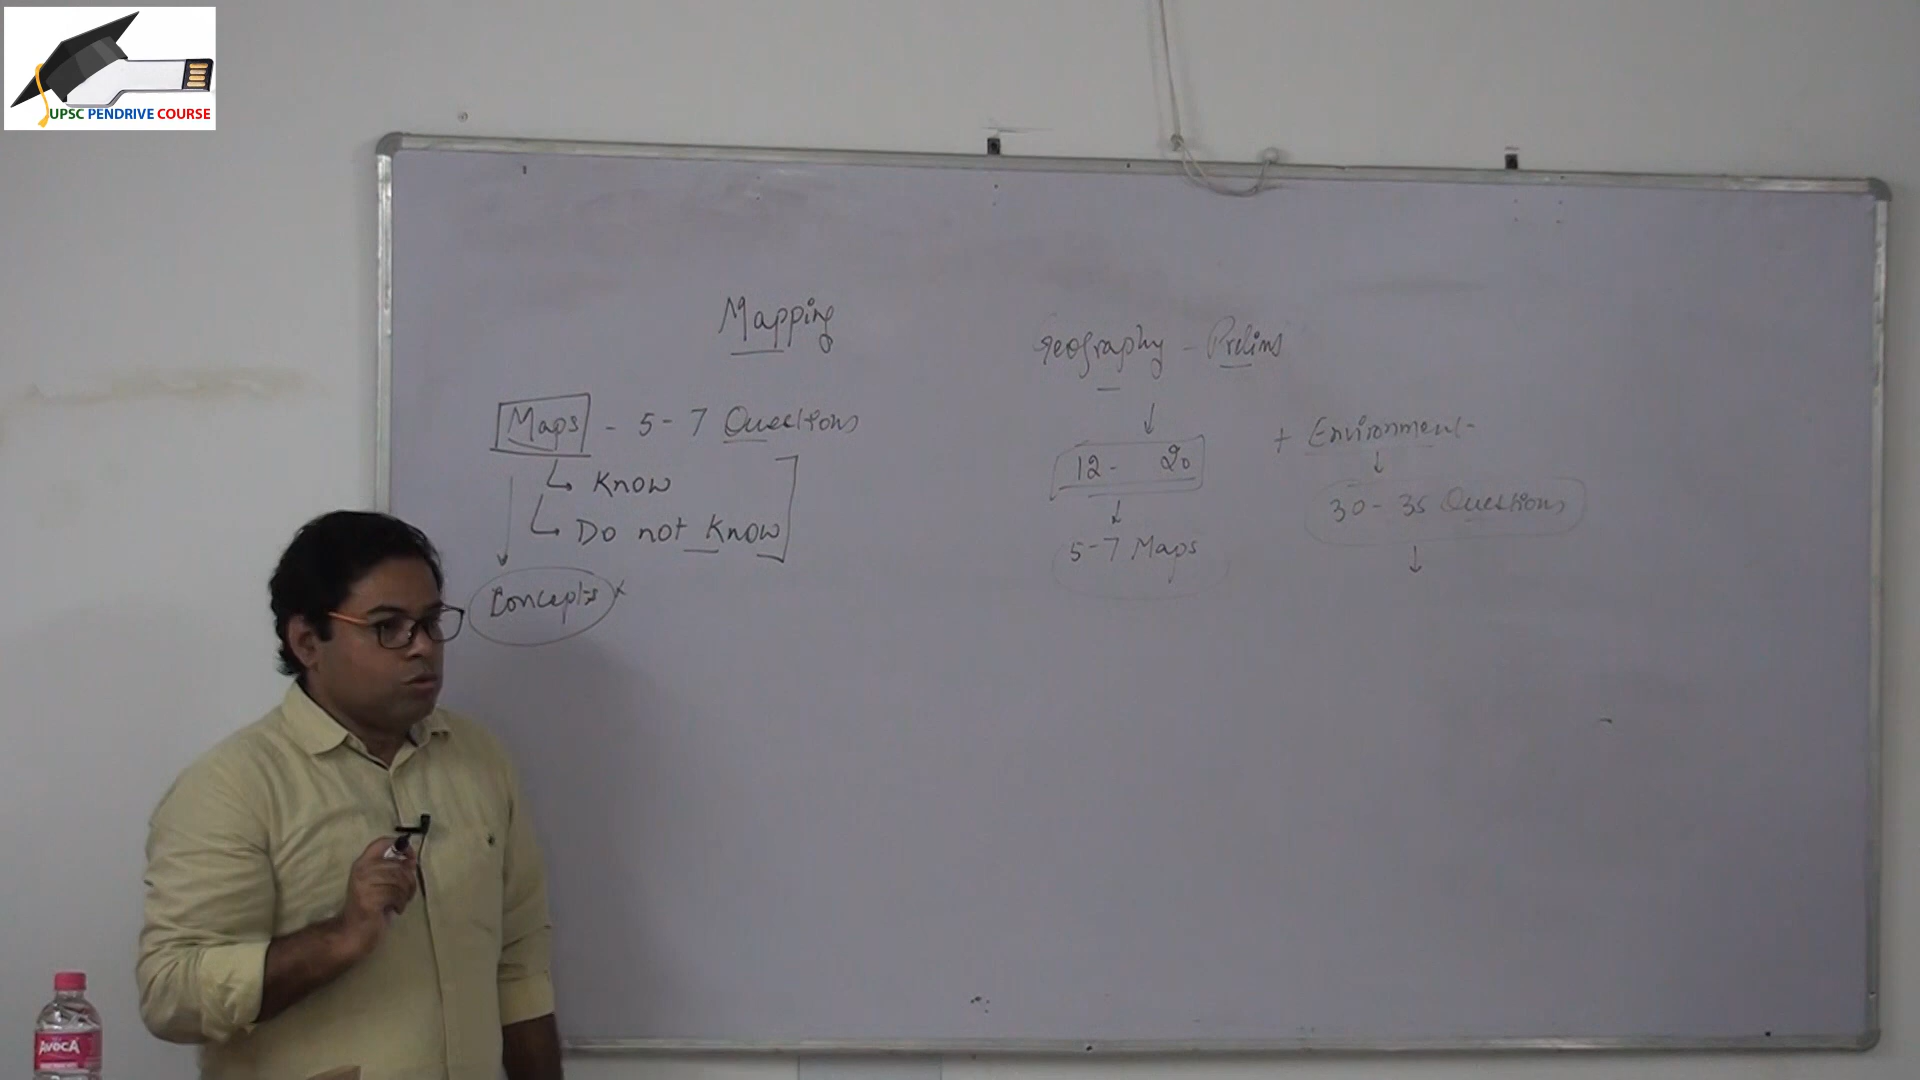 UPSC PENDRIVE COURSE
Mapping
Maps - 5-7 Questions
Know
Do not Know
Concepts x
Geography - Prelims
12- 20
5-7 Maps
+ Environment-
30-35 Questions
AVOCA